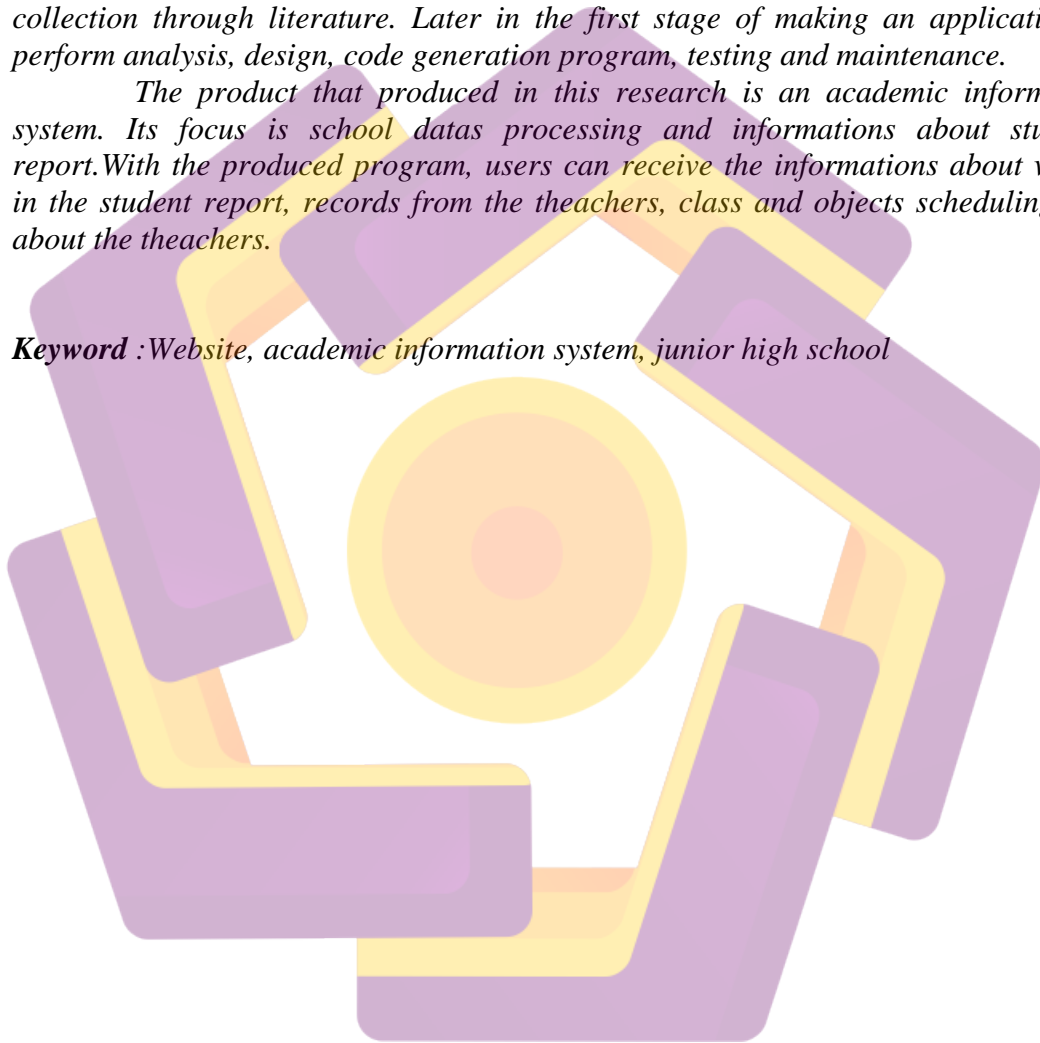 collection through literature. Later in the first stage of making an applicati
perform analysis, design, code generation program, testing and maintenance.
The product that produced in this research is an academic inform
system. Its focus is school datas processing and informations about stu
report.With the produced program, users can receive the informations about v
in the student report, records from the theachers, class and objects scheduling
about the theachers.
Keyword :Website, academic information system, junior high school